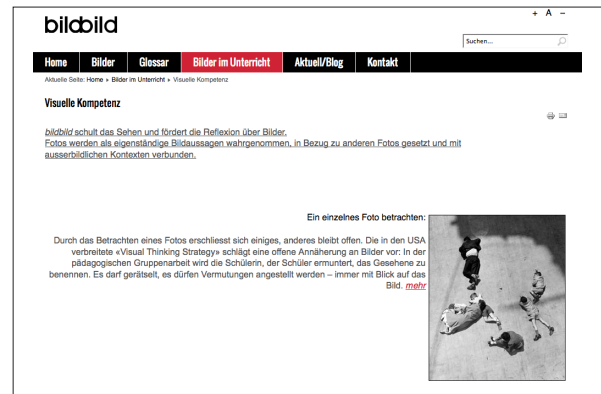 + A –
bildbild
Suchen...
Home Bilder Glossar Bilder im Unterricht Aktuell/Blog Kontakt
Aktuelle Seite: Home ▸ Bilder im Unterricht ▸ Visuelle Kompetenz
Visuelle Kompetenz
bildbild schult das Sehen und fördert die Reflexion über Bilder.
Fotos werden als eigenständige Bildaussagen wahrgenommen, in Bezug zu anderen Fotos gesetzt und mit
ausserbildlichen Kontexten verbunden.
Ein einzelnes Foto betrachten:
Durch das Betrachten eines Fotos erschliesst sich einiges, anderes bleibt offen. Die in den USA
verbreitete «Visual Thinking Strategy» schlägt eine offene Annäherung an Bilder vor: In der
pädagogischen Gruppenarbeit wird die Schülerin, der Schüler ermuntert, das Gesehene zu
benennen. Es darf gerätselt, es dürfen Vermutungen angestellt werden – immer mit Blick auf das
Bild. mehr